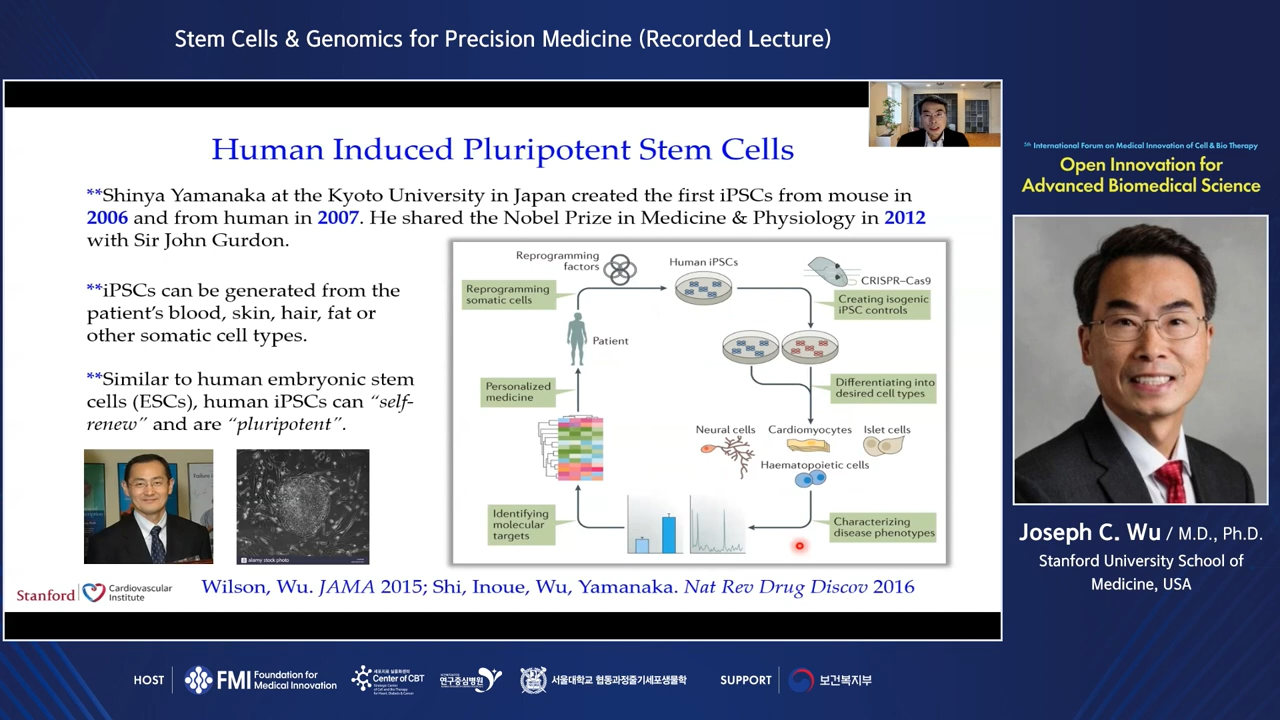 Stem Cells & Genomics for Precision Medicine (Recorded Lecture)
Human Induced Pluripotent Stem Cells
**Shinya Yamanaka at the Kyoto University in Japan created the first iPSCs from mouse in
2006 and from human in 2007. He shared the Nobel Prize in Medicine & Physiology in 2012
with Sir John Gurdon.
**iPSCs can be generated from the
patient's blood, skin, hair, fat or
other somatic cell types.
**Similar to human embryonic stem
cells (ESCs), human iPSCs can "self-
renew" and are "pluripotent".
alamy stock photo
Reprogramming
factors
Human iPSCs
CRISPR–Cas9
Reprogramming
somatic cells
Creating isogenic
iPSC controls
Patient
Personalized
medicine
Differentiating into
desired cell types
Neural cells
Cardiomyocytes
Islet cells
Haematopoietic cells
Identifying
molecular
targets
Characterizing
disease phenotypes
Stanford
Cardiovascular
Institute
Wilson, Wu. JAMA 2015; Shi, Inoue, Wu, Yamanaka. Nat Rev Drug Discov 2016
5th International Forum on Medical Innovation of Cell & Bio Therapy
Open Innovation for
Advanced Biomedical Science
Joseph C. Wu / M.D., Ph.D.
Stanford University School of
Medicine, USA
HOST
FMI Foundation for
Medical Innovation
Center of CBT
연구중심병원
서울대학교 협동과정줄기세포생물학
SUPPORT
보건복지부